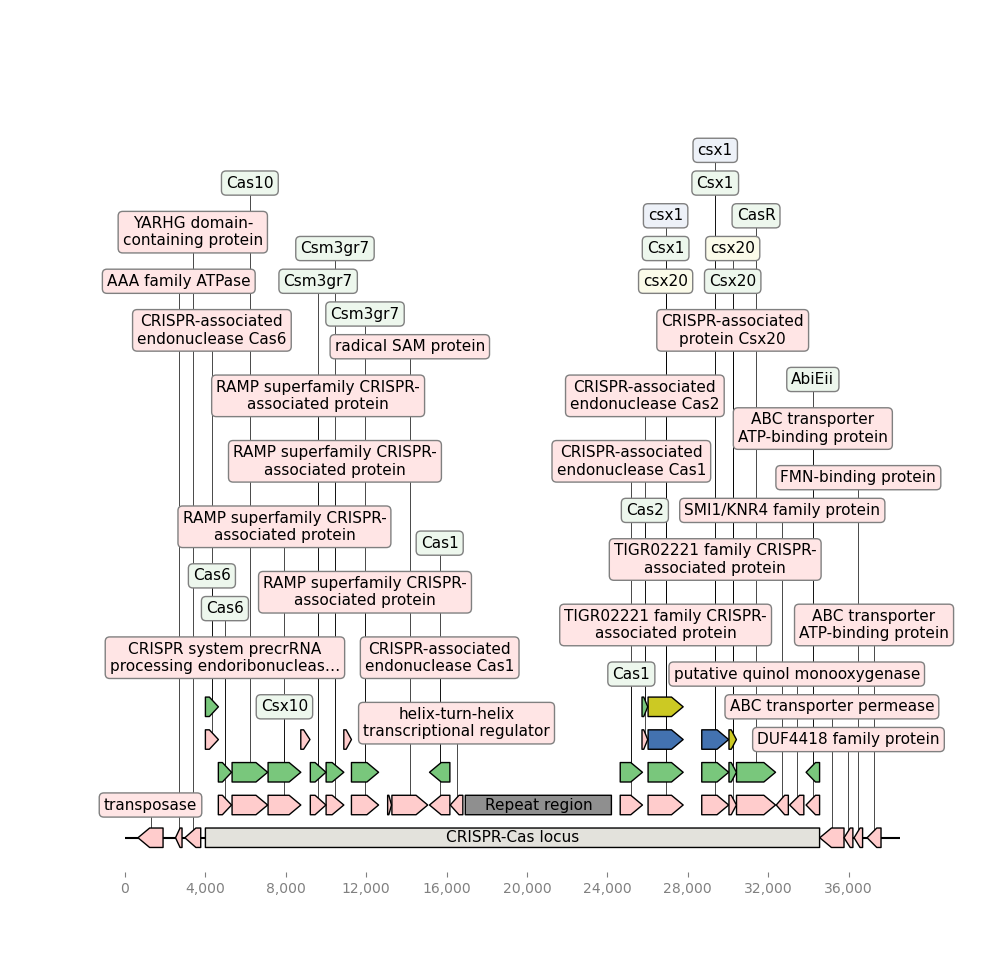 csx1
Cas10
Csx1
YARHG domain-
containing protein
csx1
CasR
Csm3gr7
Csx1
csx20
AAA family ATPase
Csm3gr7
csx20
Csx20
CRISPR-associated
endonuclease Cas6
Csm3gr7
CRISPR-associated
protein Csx20
radical SAM protein
AbiEii
RAMP superfamily CRISPR-
associated protein
CRISPR-associated
endonuclease Cas2
ABC transporter
ATP-binding protein
RAMP superfamily CRISPR-
associated protein
CRISPR-associated
endonuclease Cas1
FMN-binding protein
Cas2
SMI1/KNR4 family protein
RAMP superfamily CRISPR-
associated protein
Cas1
TIGR02221 family CRISPR-
associated protein
Cas6
RAMP superfamily CRISPR-
associated protein
Cas6
TIGR02221 family CRISPR-
associated protein
ABC transporter
ATP-binding protein
CRISPR system precrRNA
processing endoribonucleas...
CRISPR-associated
endonuclease Cas1
Cas1
putative quinol monooxygenase
Csx10
ABC transporter permease
helix-turn-helix
transcriptional regulator
DUF4418 family protein
transposase
Repeat region
CRISPR-Cas locus
0 4,000 8,000 12,000 16,000 20,000 24,000 28,000 32,000 36,000